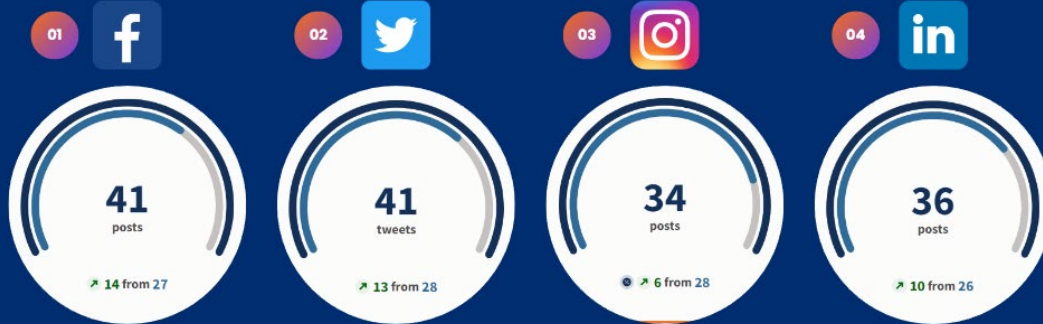 01
f
02
03
04
in
41
posts
14 from 27
41
tweets
13 from 28
34
posts
6 from 28
36
posts
10 from 26